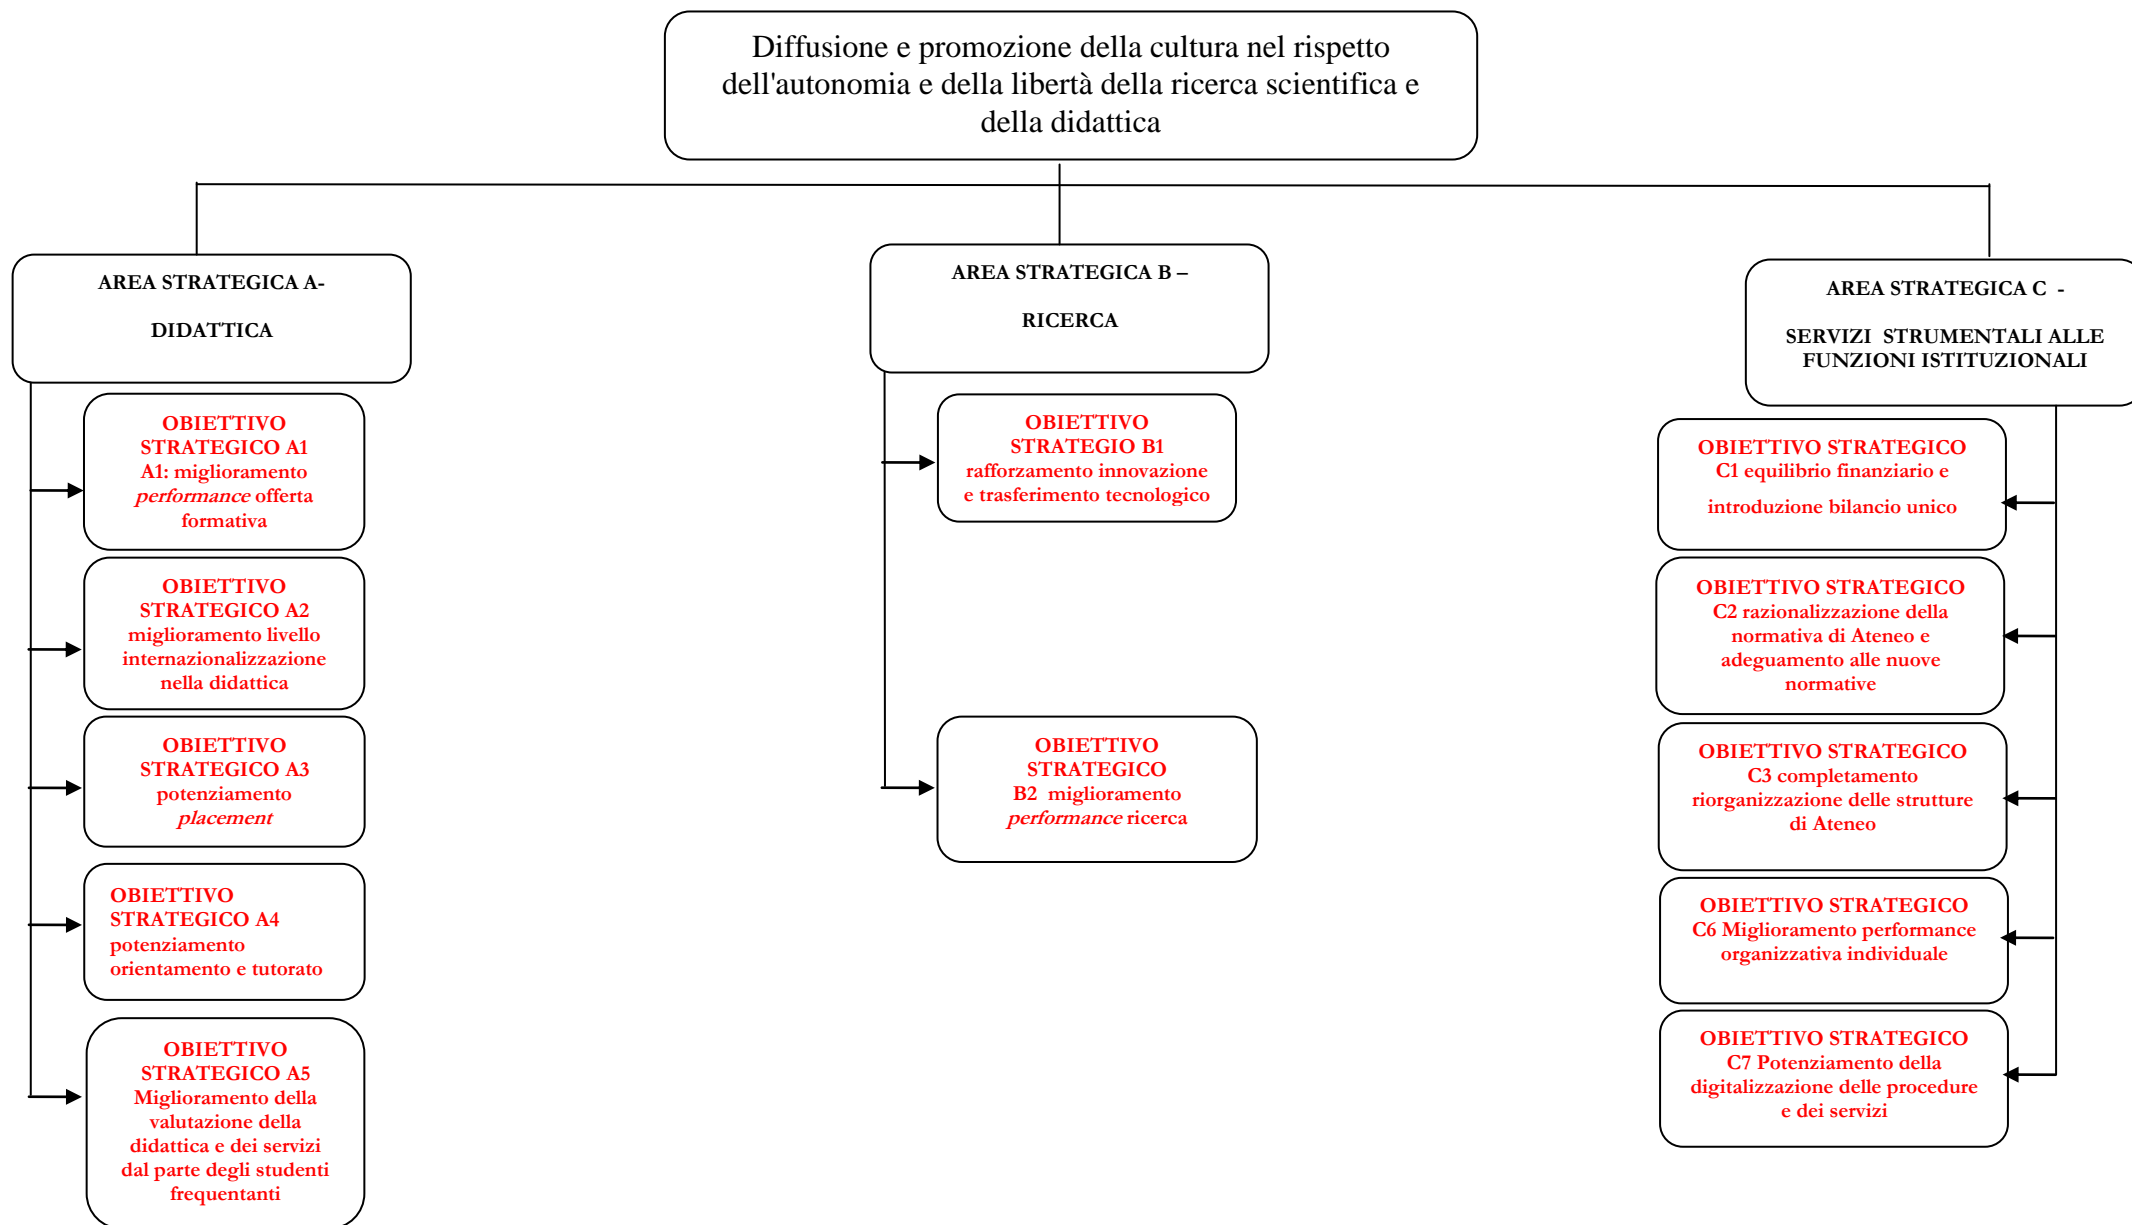 Diffusione e promozione della cultura nel rispetto
dell'autonomia e della libertà della ricerca scientifica e
della didattica
AREA STRATEGICA A-
DIDATTICA
OBIETTIVO
STRATEGICO A1
A1: miglioramento
performance offerta
formativa
OBIETTIVO
STRATEGICO A2
miglioramento livello
internazionalizzazione
nella didattica
OBIETTIVO
STRATEGICO A3
potenziamento
placement
OBIETTIVO
STRATEGICO A4
potenziamento
orientamento e tutorato
OBIETTIVO
STRATEGICO A5
Miglioramento della
valutazione della
didattica e dei servizi
dal parte degli studenti
frequentanti
AREA STRATEGICA B –
RICERCA
OBIETTIVO
STRATEGIO B1
rafforzamento innovazione
e trasferimento tecnologico
OBIETTIVO
STRATEGICO
B2 miglioramento
performance ricerca
AREA STRATEGICA C -
SERVIZI STRUMENTALI ALLE
FUNZIONI ISTITUZIONALI
OBIETTIVO STRATEGICO
C1 equilibrio finanziario e
introduzione bilancio unico
OBIETTIVO STRATEGICO
C2 razionalizzazione della
normativa di Ateneo e
adeguamento alle nuove
normative
OBIETTIVO STRATEGICO
C3 completamento
riorganizzazione delle strutture
di Ateneo
OBIETTIVO STRATEGICO
C6 Miglioramento performance
organizzativa individuale
OBIETTIVO STRATEGICO
C7 Potenziamento della
digitalizzazione delle procedure
e dei servizi